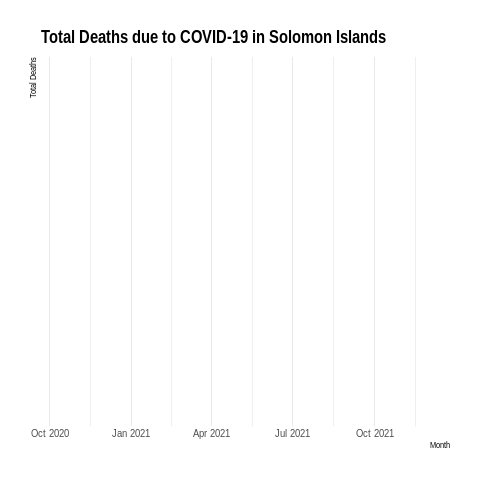 Total Deaths due to COVID-19 in Solomon Islands
Total Deaths
Oct 2020
Jan 2021
Apr 2021
Jul 2021
Oct 2021
Month